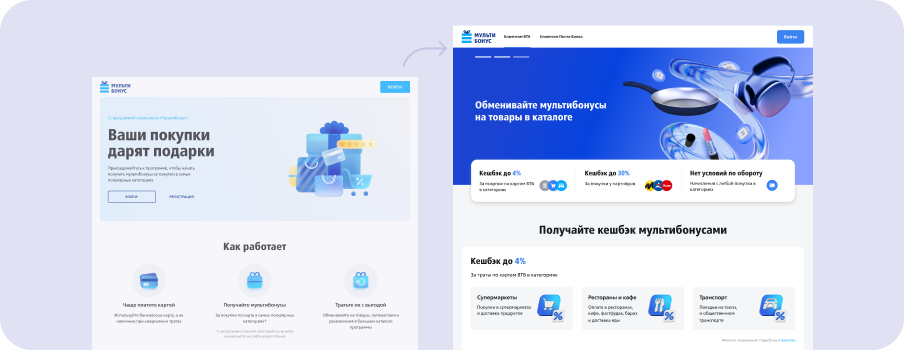 МУЛЬТИ
БОНУС
ВОЙТИ
С программой лояльности «Мультибонус»
Ваши покупки
дарят подарки
Присоединяйтесь к программе, чтобы начать
получать мультибонусы за покупки в самых
популярных категориях
ВОЙТИ
РЕГИСТРАЦИЯ
Как работает
Чаще платите картой
Используйте банковскую карту, а не
наличные при ежедневных тратах
Получайте мультибонусы
За покупки по карте в самых популярных
категориях*
Тратьте их с выгодой
Обменивайте на товары, путешествия и
развлечения в большом каталоге
программы
МУЛЬТИ
БОНУС
Клиентам ВТБ
Клиентам Почта Банка
Войти
Обменивайте мультибонусы
на товары в каталоге
Кешбэк до 4%
За покупки по картам ВТБ
в категориях
Кешбэк до 30%
За покупки у партнёров
Нет условий по обороту
Начисления с любой покупки в
категориях
Получайте кешбэк мультибонусами
Кешбэк до 4%
За траты по картам ВТБ в категориях
Супермаркеты
Покупки в супермаркетах
и доставка продуктов
Рестораны и кафе
Оплата в ресторанах,
кафе, фастфудах, барах
и доставка еды
Транспорт
Поездки на такси,
и общественном
транспорте